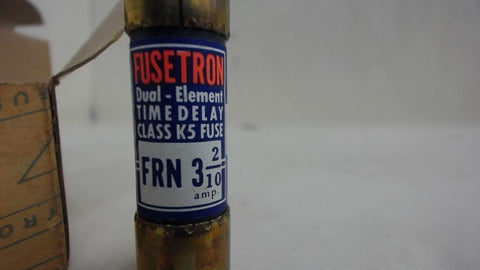 FUSETRON
Dual - Element
TIME DELAY
CLASS K5 FUSE
FRN 3 2/10
amp.